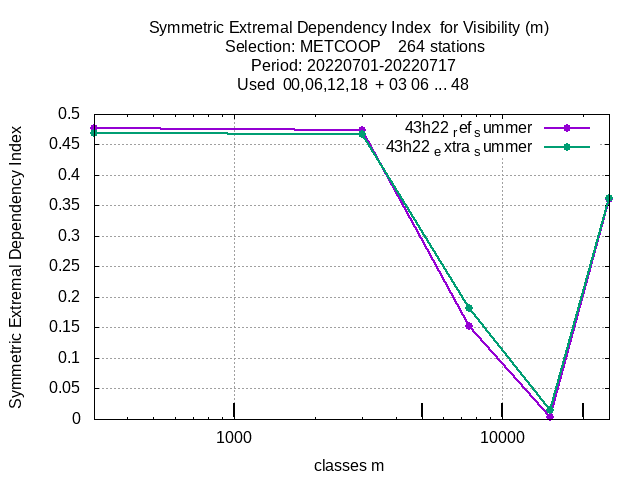 Symmetric Extremal Dependency Index  for Visibility (m)
Selection: METCOOP    264 stations
Period: 20220701-20220717
Used  00,06,12,18  + 03 06 ... 48
43h22 ref summer
43h22 extra summer
Symmetric Extremal Dependency Index
0.5
0.45
0.4
0.35
0.3
0.25
0.2
0.15
0.1
0.05
0
1000
10000
classes m